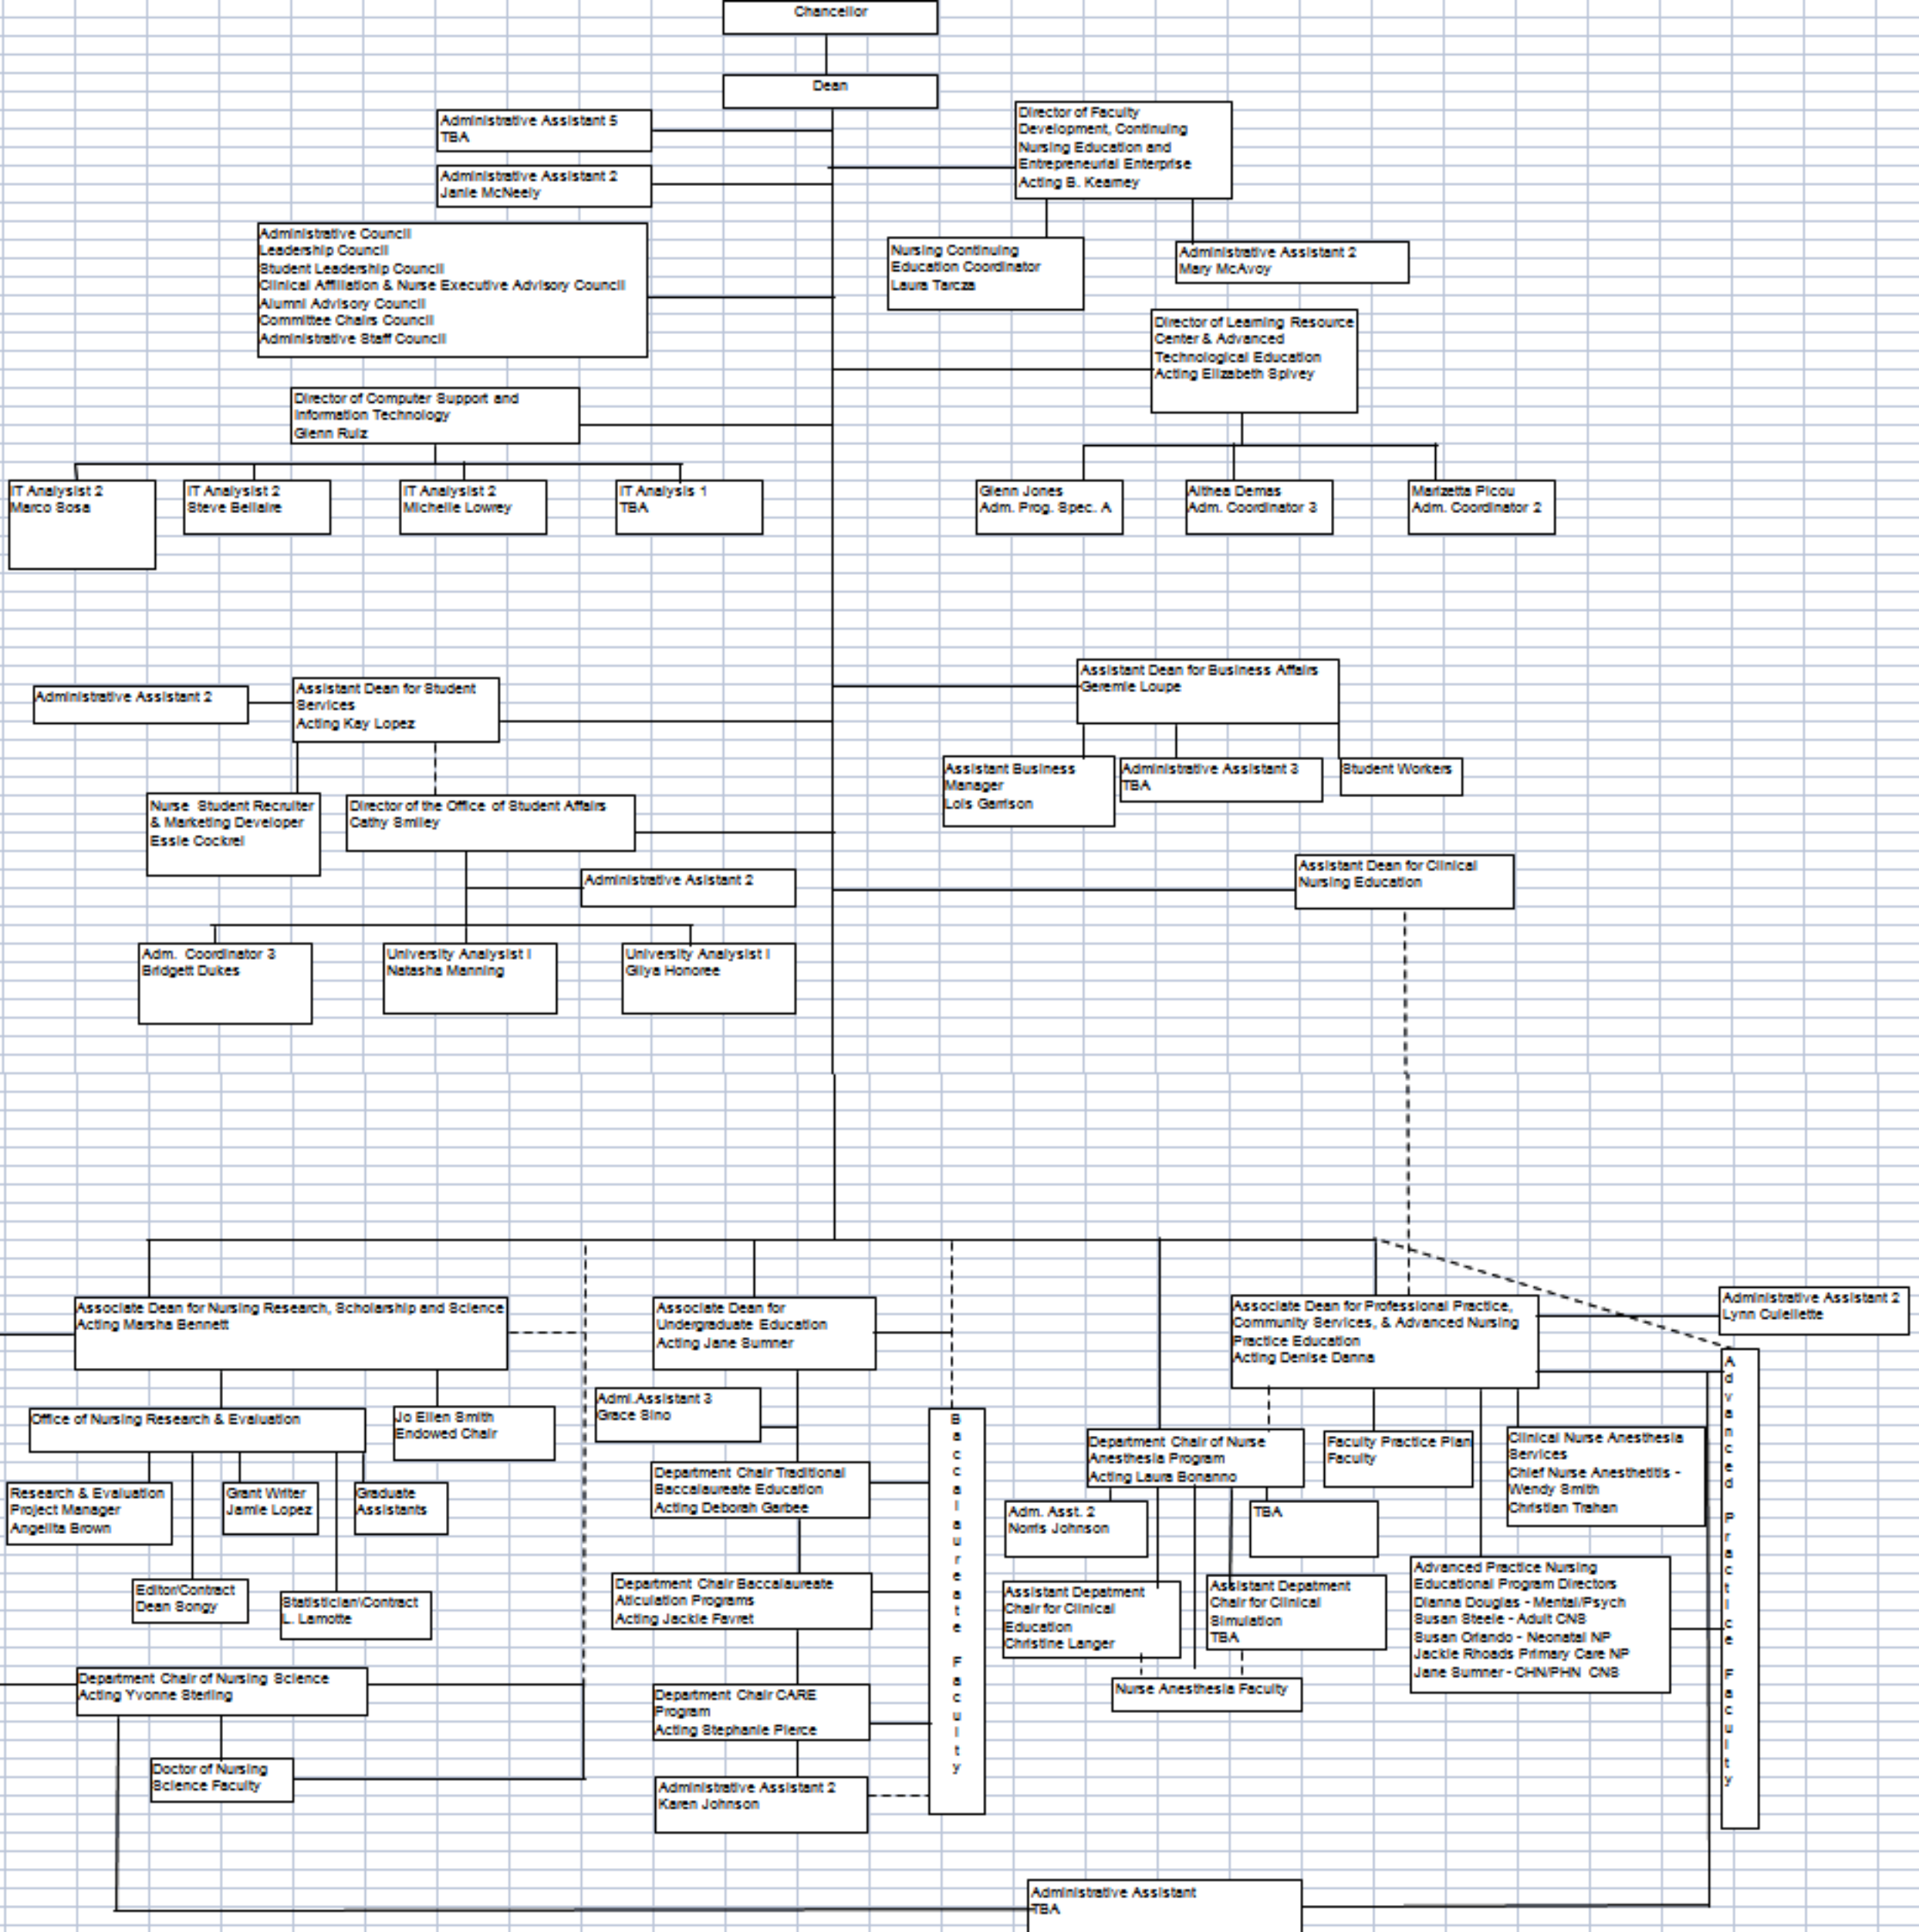 Chancellor
Dean
Administrative Assistant 5
TBA
Administrative Assistant 2
Janie McNeely
Director of Faculty
Development, Continuing
Nursing Education and
Entrepreneurial Enterprise
Acting B. Kearney
Administrative Council
Leadership Council
Student Leadership Council
Clinical Affiliation & Nurse Executive Advisory Council
Alumni Advisory Council
Committee Chairs Council
Administrative Staff Council
Nursing Continuing
Education Coordinator
Laura Tarcza
Administrative Assistant 2
Mary McAvoy
Director of Learning Resource
Center & Advanced
Technological Education
Acting Elizabeth Spivey
Director of Computer Support and
Information Technology
Glenn Ruiz
IT Analysist 2
Marco Sosa
IT Analysist 2
Steve Bellaire
IT Analysist 2
Michelle Lowrey
IT Analysis 1
TBA
Glenn Jones
Adm. Prog. Spec. A
Althea Demas
Adm. Coordinator 3
Marizetta Picou
Adm. Coordinator 2
Administrative Assistant 2
Assistant Dean for Student
Services
Acting Kay Lopez
Assistant Dean for Business Affairs
Geremie Loupe
Assistant Business
Manager
Lois Garrison
Administrative Assistant 3
TBA
Student Workers
Nurse Student Recruiter
& Marketing Developer
Essie Cockrel
Director of the Office of Student Affairs
Cathy Smiley
Administrative Asistant 2
Assistant Dean for Clinical
Nursing Education
Adm. Coordinator 3
Bridgett Dukes
University Analysist I
Natasha Manning
University Analysist I
Gilya Honoree
Associate Dean for Nursing Research, Scholarship and Science
Acting Marsha Bennett
Associate Dean for
Undergraduate Education
Acting Jane Sumner
Associate Dean for Professional Practice,
Community Services, & Advanced Nursing
Practice Education
Acting Denise Danna
Administrative Assistant 2
Lynn Cuiellette
Office of Nursing Research & Evaluation
Jo Ellen Smith
Endowed Chair
Admi.Assistant 3
Grace Sino
Baccalaureate Faculty
Department Chair of Nurse
Anesthesia Program
Acting Laura Bonanno
Faculty Practice Plan
Faculty
Clinical Nurse Anesthesia
Services
Chief Nurse Anesthetitis -
Wendy Smith
Christian Trahan
Advanced Practice Faculty
Research & Evaluation
Project Manager
Angelita Brown
Grant Writer
Jamie Lopez
Graduate
Assistants
Department Chair Traditional
Baccalaureate Education
Acting Deborah Garbee
Adm. Asst. 2
Norris Johnson
TBA
Editor/Contract
Dean Songy
Statistician\Contract
L. Lamotte
Department Chair Baccalaureate
Aticulation Programs
Acting Jackie Favret
Assistant Depatment
Chair for Clinical
Education
Christine Langer
Assistant Depatment
Chair for Clinical
Simulation
TBA
Advanced Practice Nursing
Educational Program Directors
Dianna Douglas - Mental/Psych
Susan Steele - Adult CNS
Susan Orlando - Neonatal NP
Jackie Rhoads Primary Care NP
Jane Sumner - CHN/PHN CNS
Department Chair of Nursing Science
Acting Yvonne Sterling
Department Chair CARE
Program
Acting Stephanie Pierce
Nurse Anesthesia Faculty
Doctor of Nursing
Science Faculty
Administrative Assistant 2
Karen Johnson
Administrative Assistant
TBA